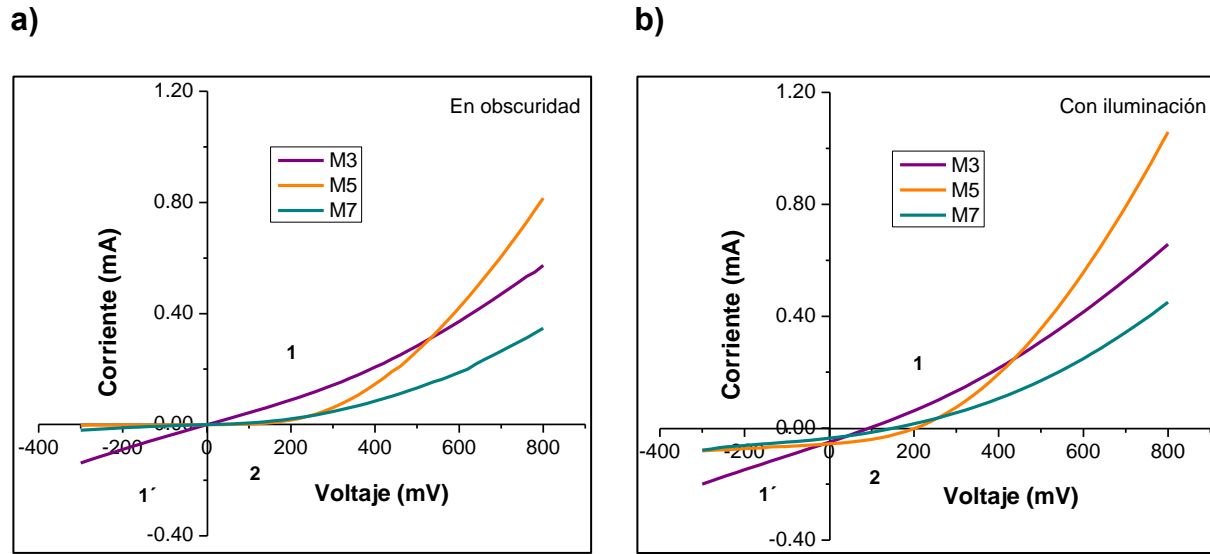 a)
En obscuridad
1.20
0.80
0.40
0.00
-0.40
-400
-200
0
200
400
600
800
M3
M5
M7
1
1´
2
Corriente (mA)
Voltaje (mV)
b)
Con iluminación
1.20
0.80
0.40
0.00
-0.40
-400
-200
0
200
400
600
800
M3
M5
M7
1
1´
2
Corriente (mA)
Voltaje (mV)